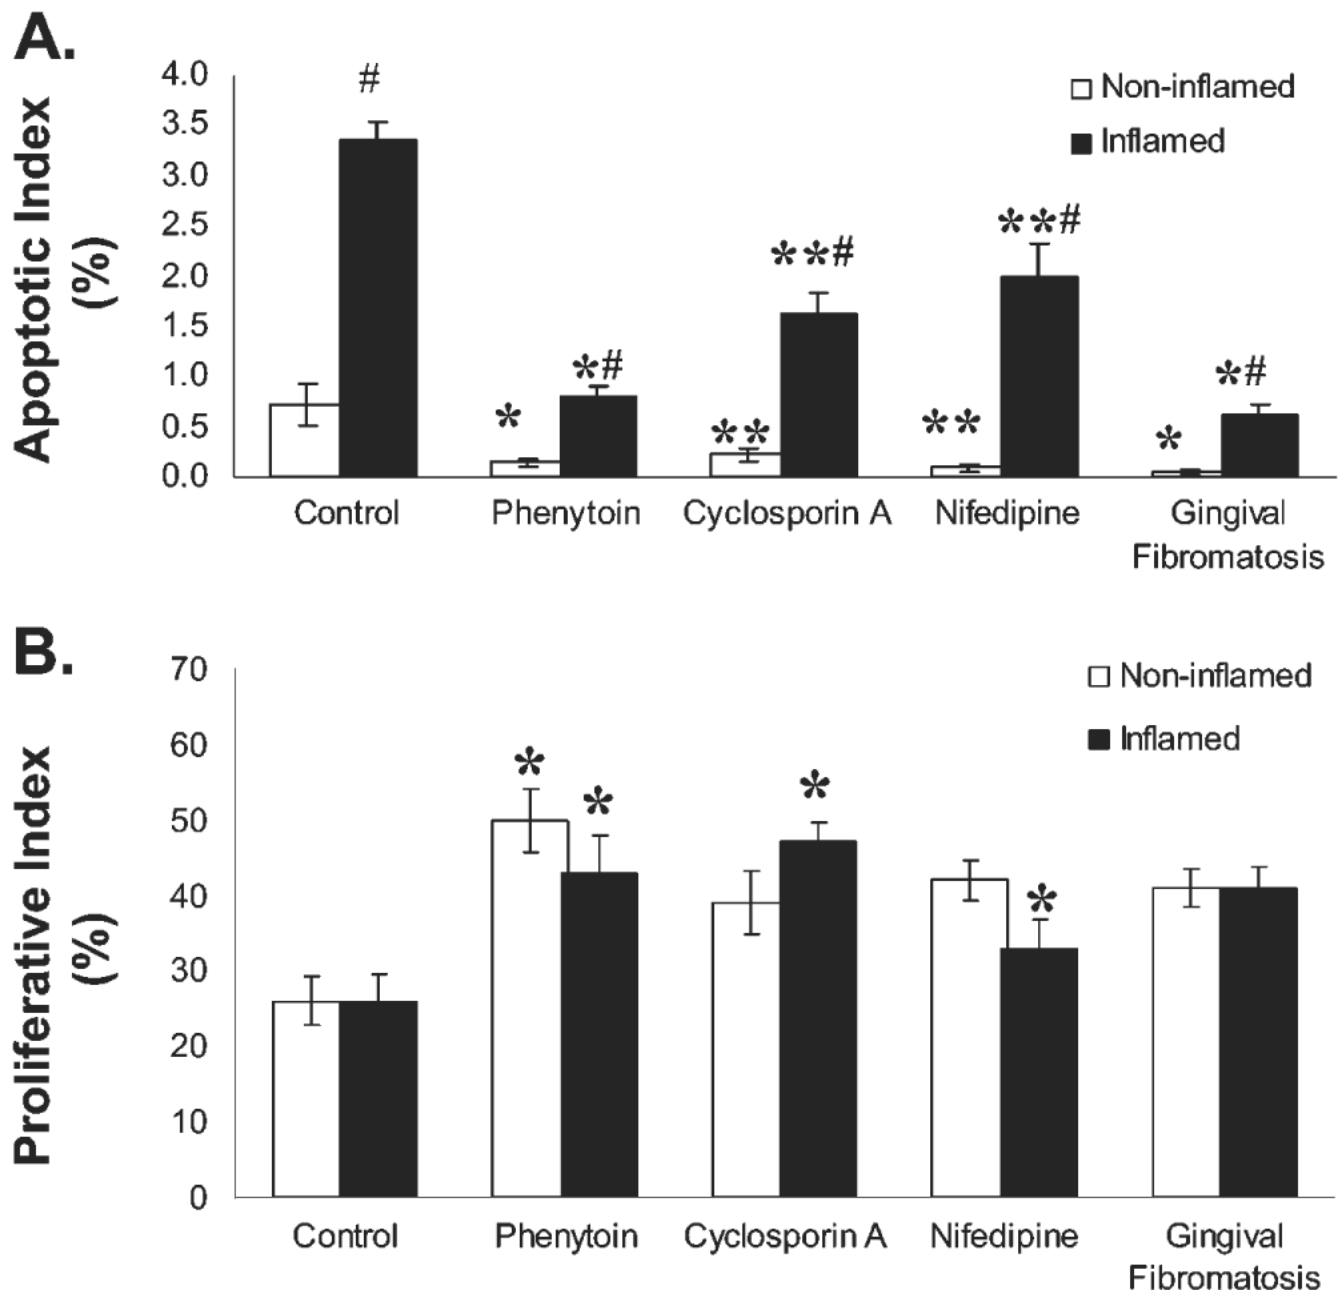 A.
Apoptotic Index
(%)
4.0
3.5
3.0
2.5
2.0
1.5
1.0
0.5
0.0
#
Non-inflamed
Inflamed
*
*#
**
**#
**
**#
*
*#
Control
Phenytoin
Cyclosporin A
Nifedipine
Gingival
Fibromatosis
B.
Proliferative Index
(%)
70
60
50
40
30
20
10
0
Non-inflamed
Inflamed
*
*
*
*
Control
Phenytoin
Cyclosporin A
Nifedipine
Gingival
Fibromatosis